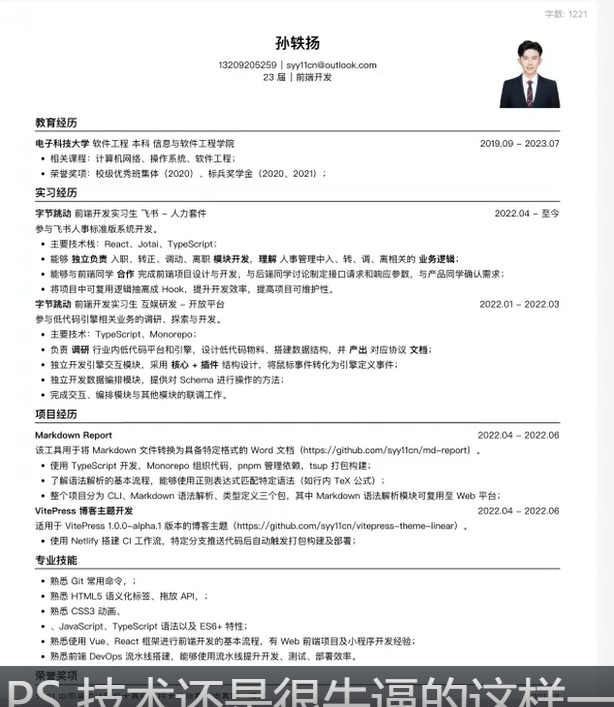 字数: 1221
孙轶扬
13209205259 | syy11cn@outlook.com
23 届 | 前端开发
教育经历
电子科技大学 软件工程 本科 信息与软件工程学院 2019.09 - 2023.07
• 相关课程：计算机网络、操作系统、软件工程；
• 荣誉奖项：校级优秀班集体（2020）、标兵奖学金（2020、2021）；
实习经历
字节跳动 前端开发实习生 飞书 - 人力套件 2022.04 - 至今
参与飞书人事标准版系统开发。
• 主要技术栈：React、Jotai、TypeScript；
• 能够 独立负责 入职、转正、调动、离职 模块开发、理解 人事管理中入、转、调、离相关的 业务逻辑；
• 能够与前端同学 合作 完成前端项目设计与开发，与后端同学讨论制定接口请求和响应参数，与产品同学确认需求；
• 将项目中可复用逻辑抽离成 Hook，提升开发效率，提高项目可维护性。
字节跳动 前端开发实习生 互娱研发 - 开放平台 2022.01 - 2022.03
参与低代码引擎相关业务的调研、探索与开发。
• 主要技术：TypeScript、Monorepo；
• 负责 调研 行业内低代码平台和引擎，设计低代码物料、搭建数据结构，并 产出 对应协议 文档；
• 独立开发引擎交互模块、采用 核心 + 插件 结构设计，将鼠标事件转化为引擎定义事件；
• 独立开发数据编排模块，提供对 Schema 进行操作的方法；
• 完成交互、编排模块与其他模块的联调工作。
项目经历
Markdown Report 2022.04 - 2022.06
该工具用于将 Markdown 文件转换为具备特定格式的 Word 文档（https://github.com/syy11cn/md-report）。
• 使用 TypeScript 开发，Monorepo 组织代码，pnpm 管理依赖，tsup 打包构建；
• 了解语法解析的基本流程，能够使用正则表达式匹配特定语法（如行内 TeX 公式）；
• 整个项目分为 CLI、Markdown 语法解析、类型定义三个包，其中 Markdown 语法解析模块可复用至 Web 平台；
VitePress 博客主题开发 2022.04 - 2022.06
适用于 VitePress 1.0.0-alpha.1 版本的博客主题（https://github.com/syy11cn/vitepress-theme-linear）。
• 使用 Netlify 搭建 CI 工作流，特定分支推送代码后自动触发打包构建及部署；
专业技能
• 熟悉 Git 常用命令，；
• 熟悉 HTML5 语义化标签、拖放 API，；
• 熟悉 CSS3 动画、
• 、JavaScript、TypeScript 语法以及 ES6+ 特性；
• 熟悉使用 Vue、React 框架进行前端开发的基本流程，有 Web 前端项目及小程序开发经验；
• 熟悉前端 DevOps 流水线搭建，能够使用流水线提升开发、测试、部署效率。
荣誉奖项
PS 技术还是很牛逼的这样一